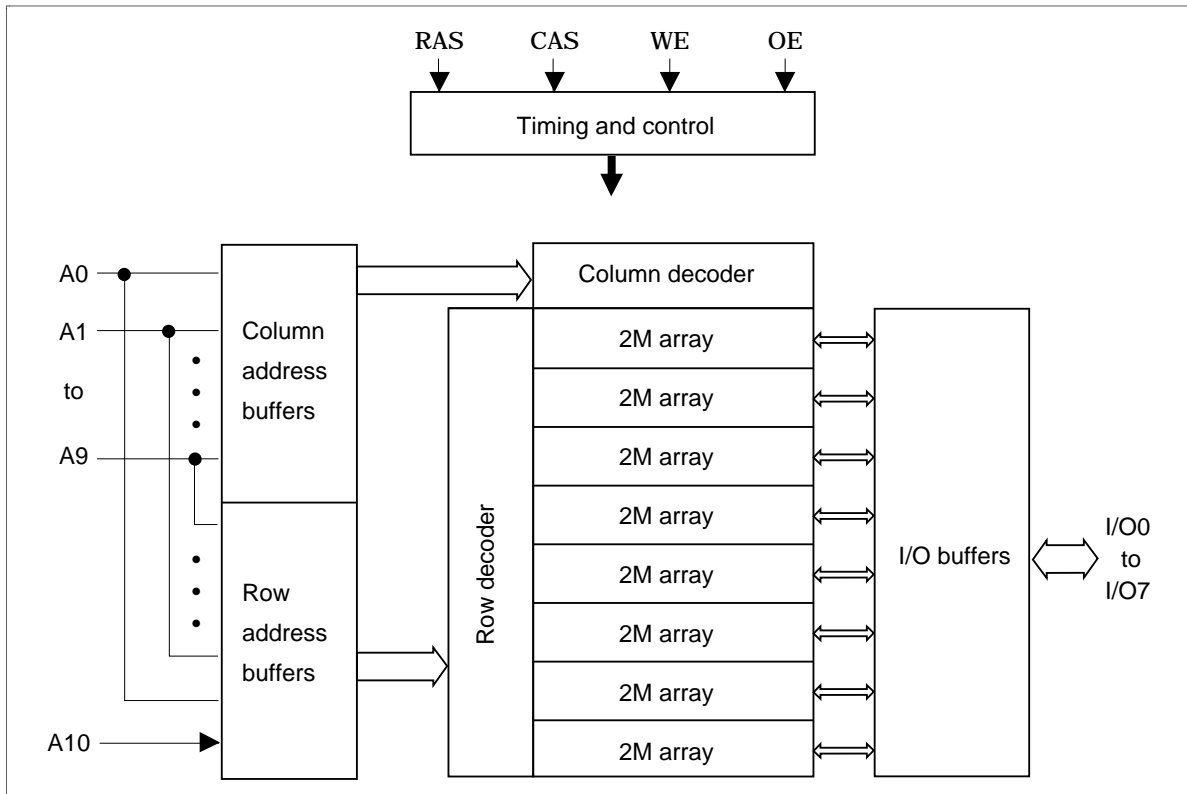 RAS CAS WE OE
Timing and control
A0
A1
to
A9
A10
Column
address
buffers
Row
address
buffers
Column decoder
Row decoder
2M array
2M array
2M array
2M array
2M array
2M array
2M array
2M array
I/O buffers
I/O0
to
I/O7